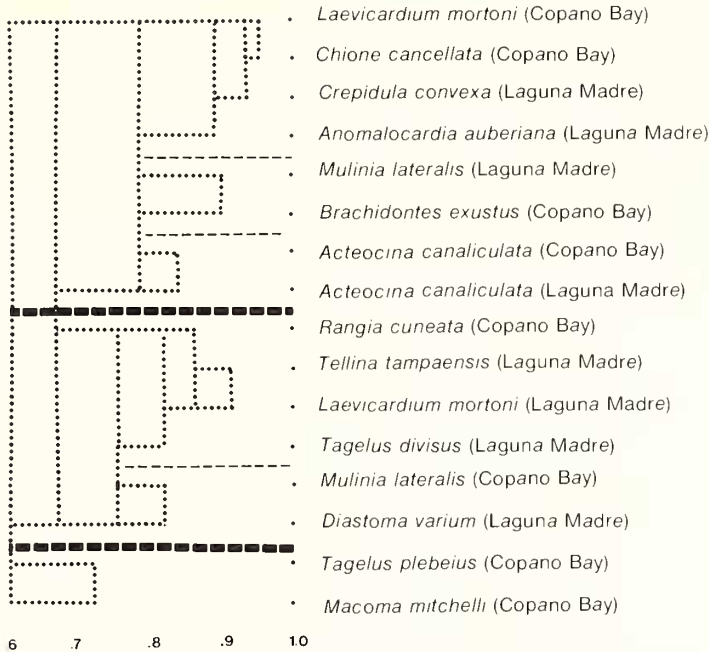 Laevicardium mortoni (Copano Bay)
Chione cancellata (Copano Bay)
Crepidula convexa (Laguna Madre)
Anomalocardia auberiana (Laguna Madre)
Mulinia lateralis (Laguna Madre)
Brachidontes exustus (Copano Bay)
Acteocina canaliculata (Copano Bay)
Acteocina canaliculata (Laguna Madre)
Rangia cuneata (Copano Bay)
Tellina tampaensis (Laguna Madre)
Laevicardium mortoni (Laguna Madre)
Tagelus divisus (Laguna Madre)
Mulinia lateralis (Copano Bay)
Diastoma varium (Laguna Madre)
Tagelus plebeius (Copano Bay)
Macoma mitchelli (Copano Bay)
6 .7 .8 .9 1.0